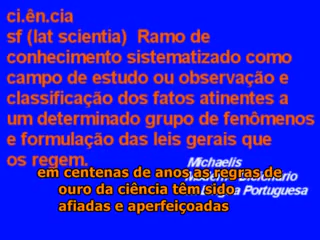 ci.ên.cia
sf (lat scientia)  Ramo de
conhecimento sistematizado como
campo de estudo ou observação e
classificação dos fatos atinentes a
um determinado grupo de fenômenos
e formulação das leis gerais que
os regem.
Michaelis
em centenas de anos as regras de
ouro da ciência têm sido
Língua Portuguesa
afiadas e aperfeiçoadas